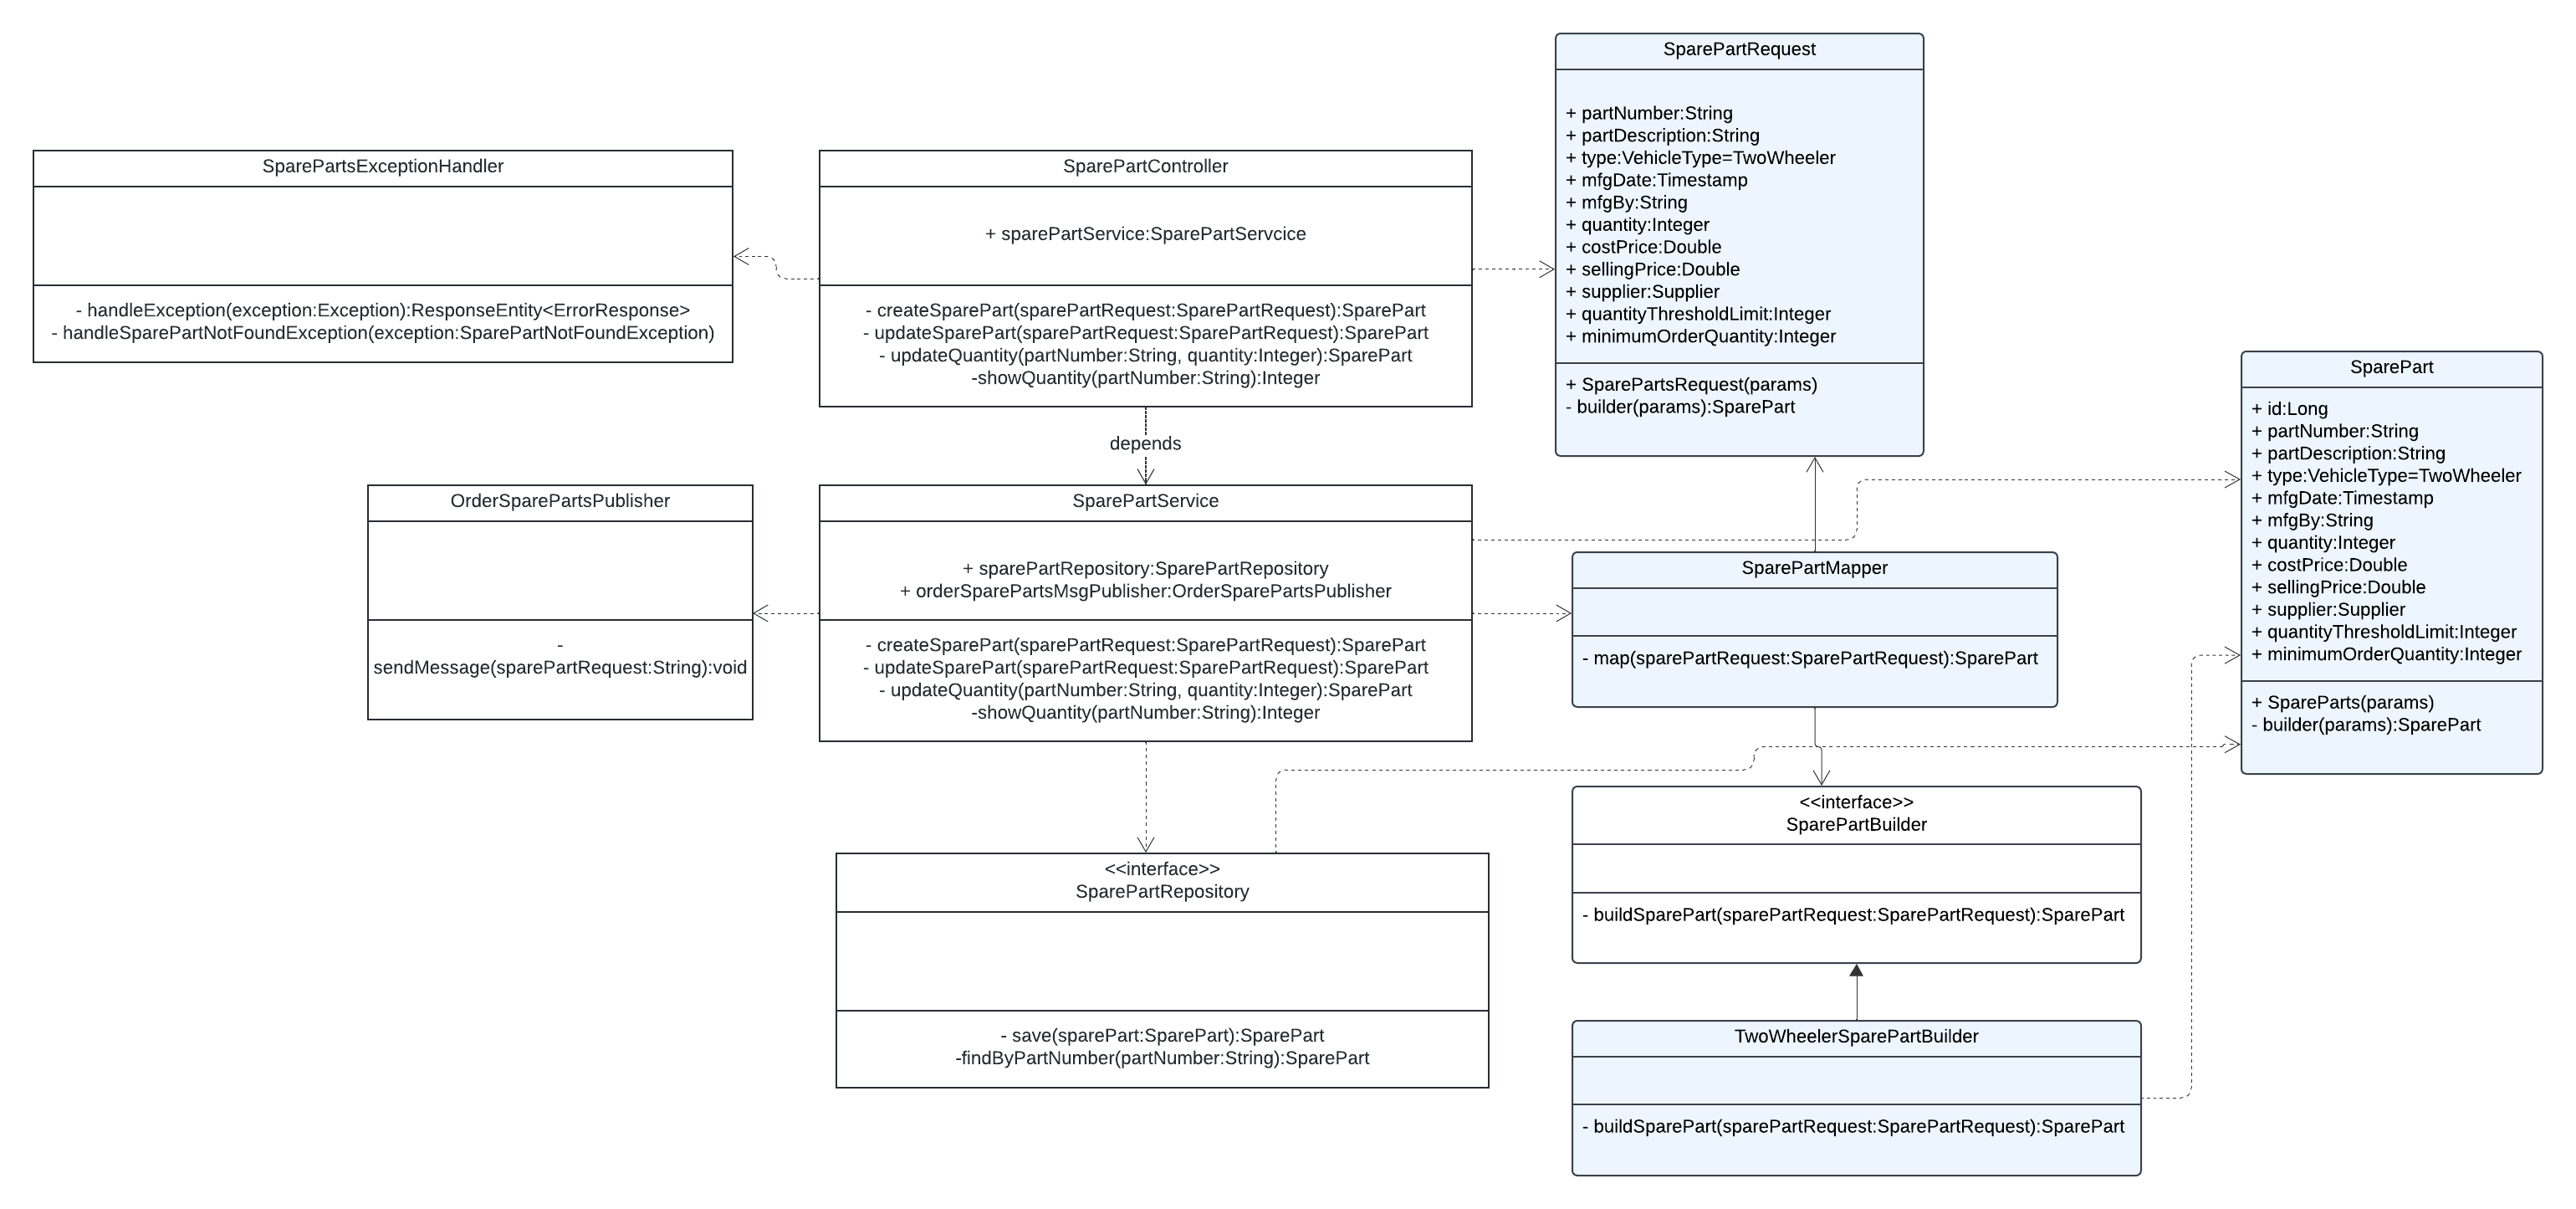 SparePartRequest
+ partNumber:String
+ partDescription:String
+ type:VehicleType=TwoWheeler
+ mfgDate:Timestamp
+ mfgBy:String
+ quantity:Integer
+ costPrice:Double
+ sellingPrice:Double
+ supplier:Supplier
+ quantityThresholdLimit:Integer
+ minimumOrderQuantity:Integer
+ SparePartsRequest(params)
- builder(params):SparePart
SparePartsExceptionHandler
- handleException(exception:Exception):ResponseEntity<ErrorResponse>
- handleSparePartNotFoundException(exception:SparePartNotFoundException)
SparePartController
+ sparePartService:SparePartServcice
- createSparePart(sparePartRequest:SparePartRequest):SparePart
- updateSparePart(sparePartRequest:SparePartRequest):SparePart
- updateQuantity(partNumber:String, quantity:Integer):SparePart
-showQuantity(partNumber:String):Integer
depends
SparePart
+ id:Long
+ partNumber:String
+ partDescription:String
+ type:VehicleType=TwoWheeler
+ mfgDate:Timestamp
+ mfgBy:String
+ quantity:Integer
+ costPrice:Double
+ sellingPrice:Double
+ supplier:Supplier
+ quantityThresholdLimit:Integer
+ minimumOrderQuantity:Integer
+ SpareParts(params)
- builder(params):SparePart
OrderSparePartsPublisher
-
sendMessage(sparePartRequest:String):void
SparePartService
+ sparePartRepository:SparePartRepository
+ orderSparePartsMsgPublisher:OrderSparePartsPublisher
- createSparePart(sparePartRequest:SparePartRequest):SparePart
- updateSparePart(sparePartRequest:SparePartRequest):SparePart
- updateQuantity(partNumber:String, quantity:Integer):SparePart
-showQuantity(partNumber:String):Integer
SparePartMapper
- map(sparePartRequest:SparePartRequest):SparePart
<<interface>>
SparePartBuilder
- buildSparePart(sparePartRequest:SparePartRequest):SparePart
<<interface>>
SparePartRepository
- save(sparePart:SparePart):SparePart
-findByPartNumber(partNumber:String):SparePart
TwoWheelerSparePartBuilder
- buildSparePart(sparePartRequest:SparePartRequest):SparePart